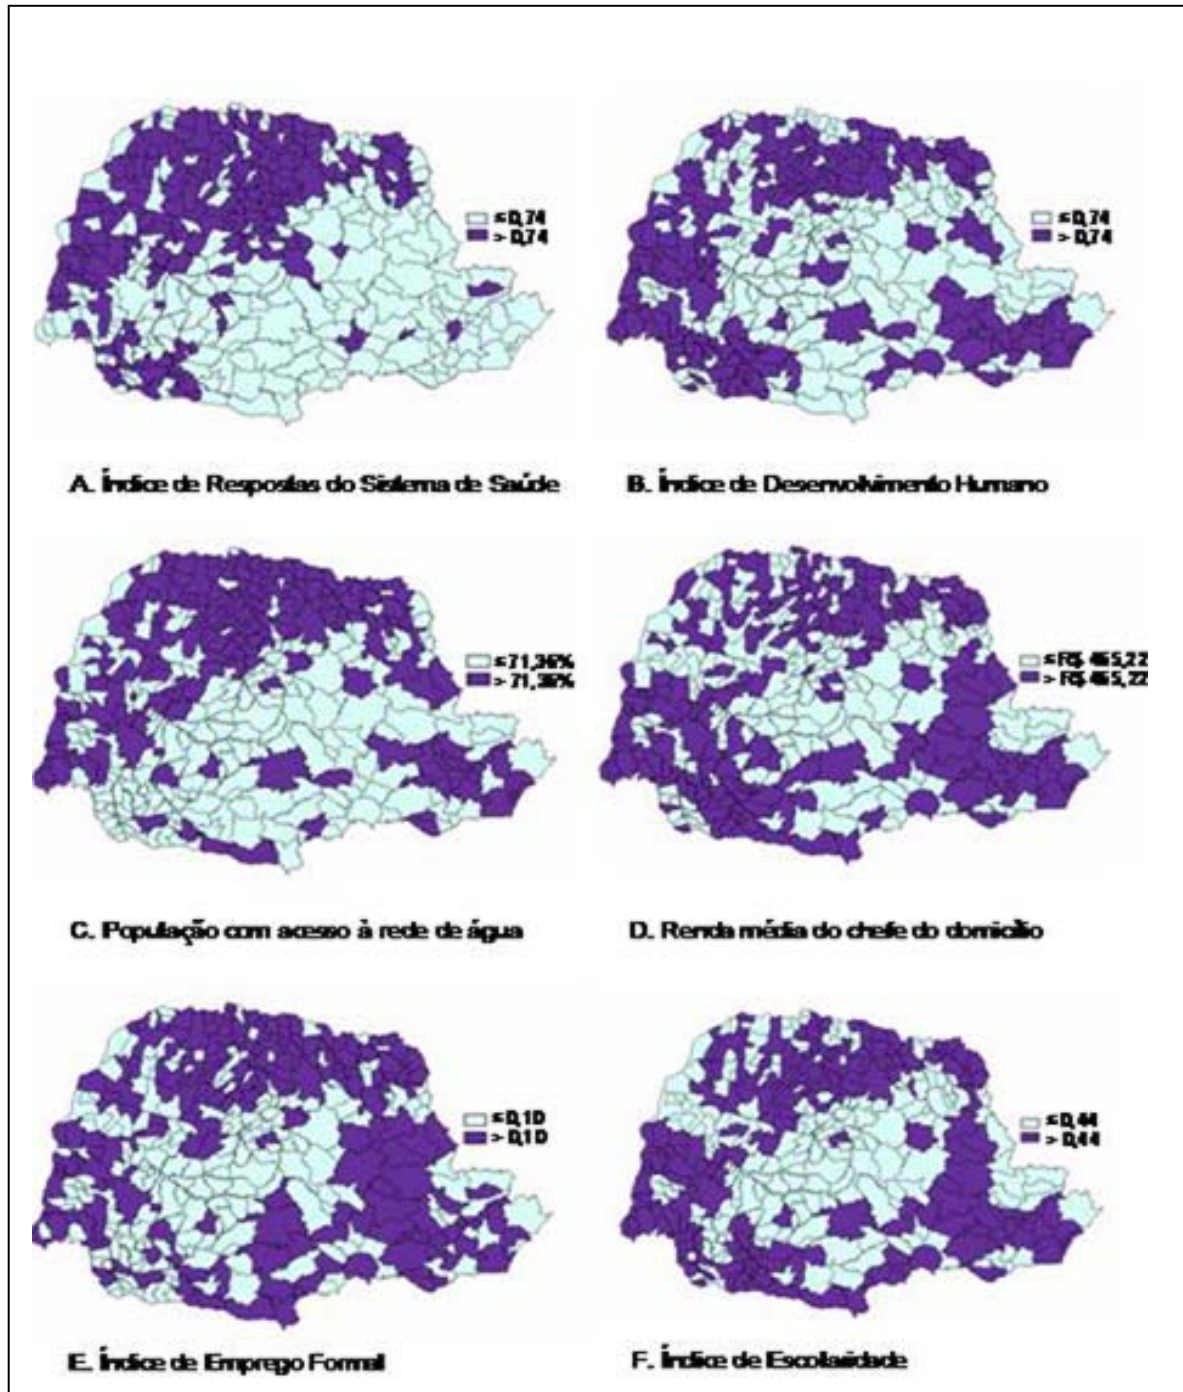 ≤ 0,74
> 0,74
≤ 0,74
> 0,74
A. Índice de Respostas do Sistema de Saúde
B. Índice de Desenvolvimento Humano
≤ 71,36%
> 71,36%
≤ R$ 465,22
> R$ 465,22
C. População com acesso à rede de água
D. Renda média do chefe do domicílio
≤ 0,10
> 0,10
≤ 0,44
> 0,44
E. Índice de Emprego Formal
F. Índice de Escolaridade